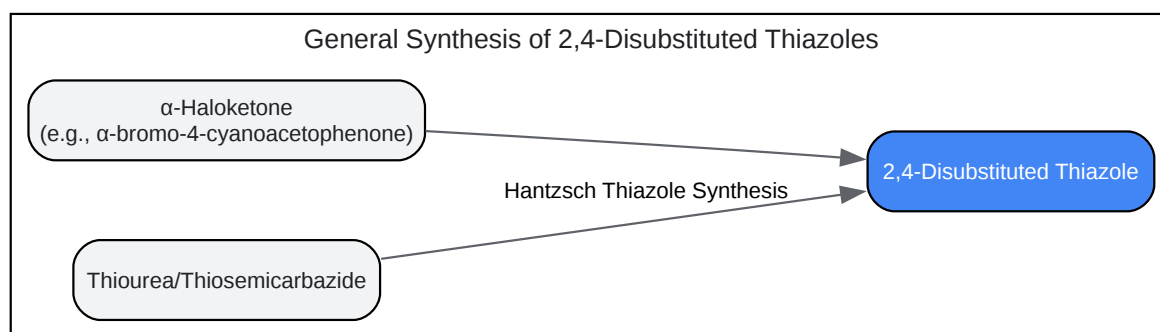 General Synthesis of 2,4-Disubstituted Thiazoles
α-Haloketone
(e.g., α-bromo-4-cyanoacetophenone)
2,4-Disubstituted Thiazole
Hantzsch Thiazole Synthesis
Thiourea/Thiosemicarbazide